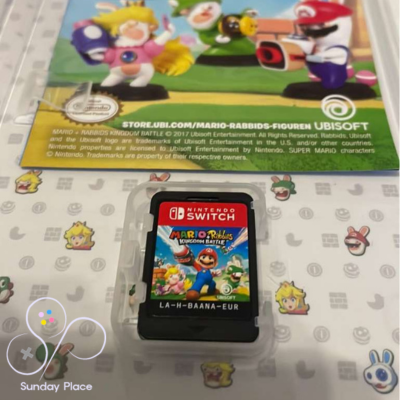 STORE.UBI.COM/MARIO-RABBIDS-FIGUREN UBISOFT
MARIO + RABBIDS KINGDOM BATTLE © 2017 Ubisoft Entertainment. All Rights Reserved. Rabbids, Ubisoft
and the Ubisoft logo are trademarks of Ubisoft Entertainment in the U.S. and/or other countries.
Nintendo properties are licensed to Ubisoft Entertainment by Nintendo. SUPER MARIO characters
© Nintendo. Trademarks are property of their respective owners.
NINTENDO
SWITCH
MARIO + Rabbids
KINGDOM BATTLE
UBISOFT
LA-H-BAANA-EUR
Sunday Place